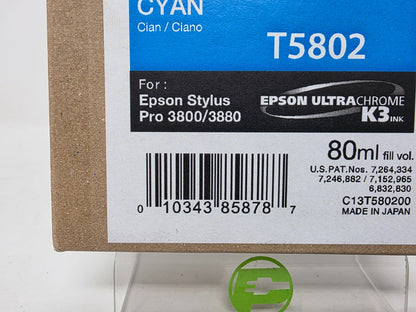 CYAN
Cian / Ciano
T5802
For :
Epson Stylus
Pro 3800/3880
EPSON ULTRACHROME
K3 INK
80ml fill vol.
U.S.PAT.Nos. 7,264,334
7,246,882 / 7,152,965
6,832,830
C13T580200
MADE IN JAPAN
0 10343 85878 7